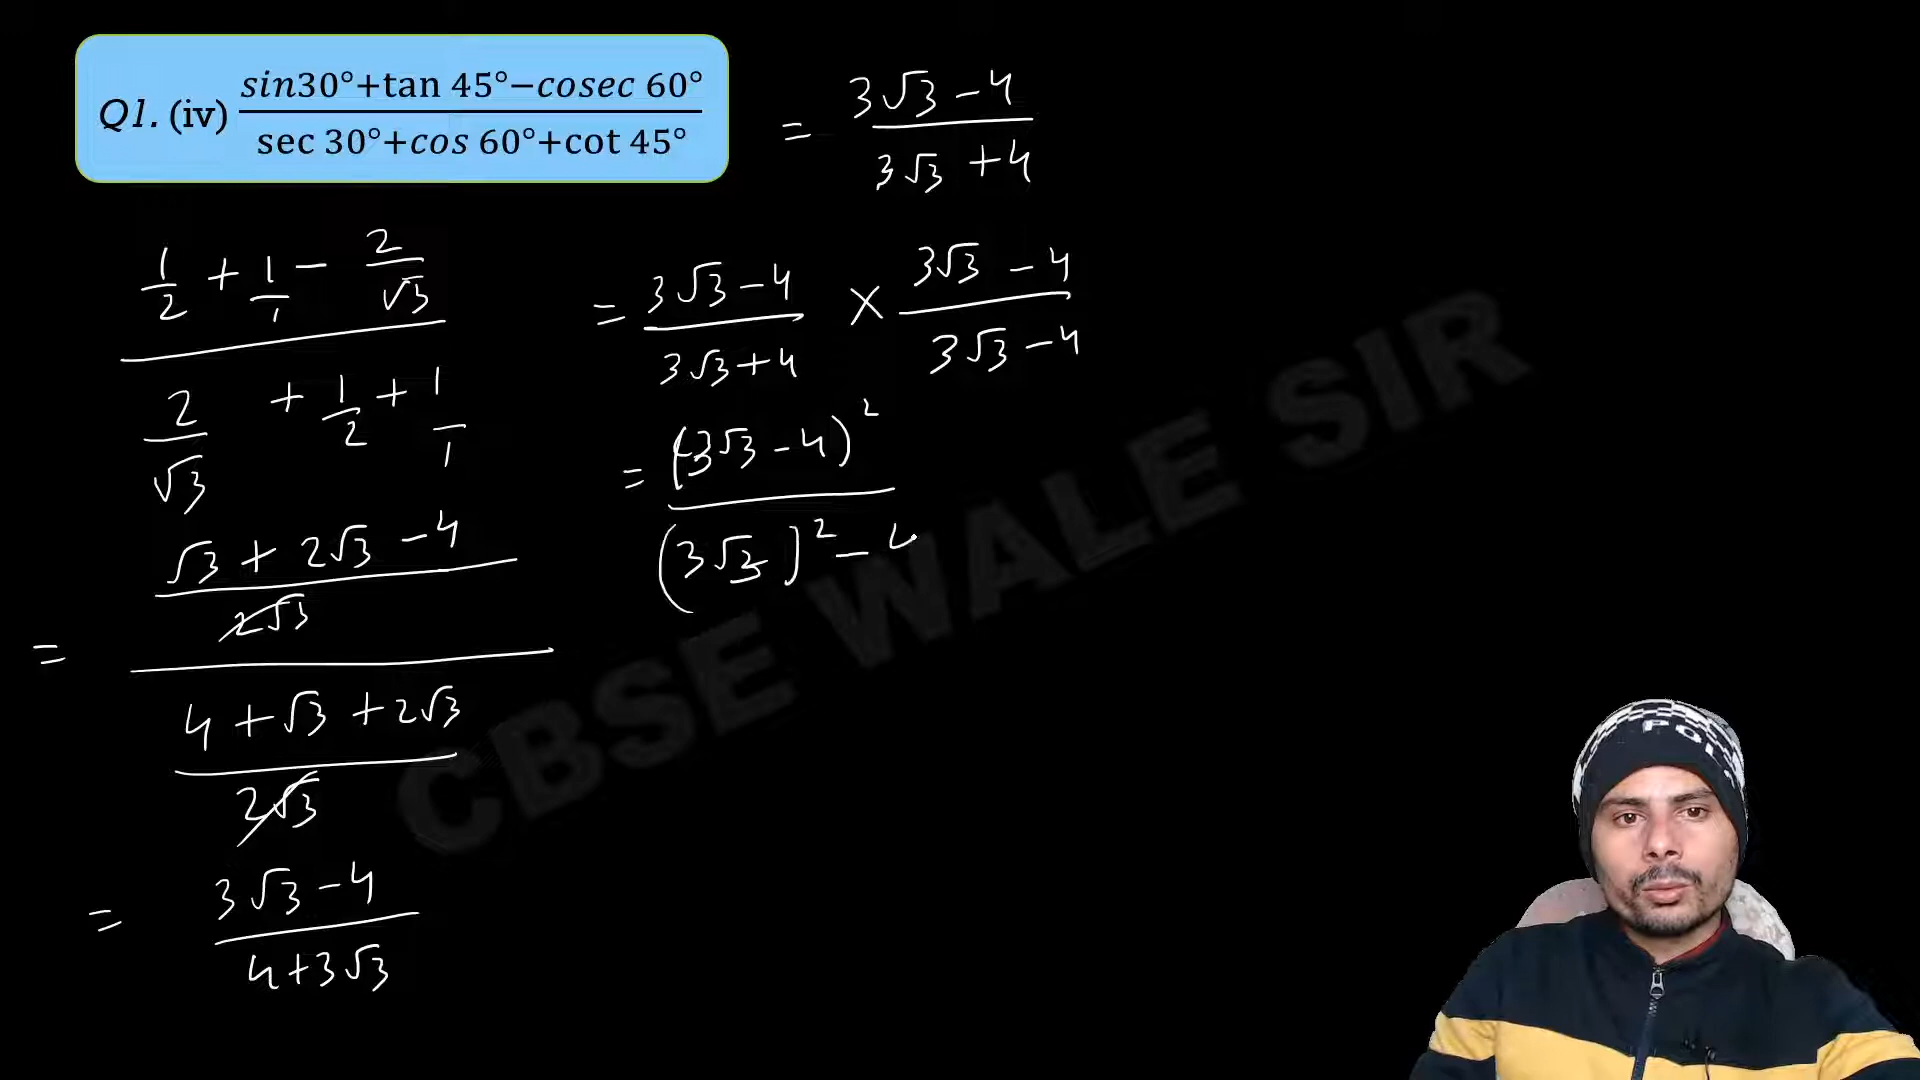 Q1. (iv) (sin30°+tan 45°−cosec 60°)/(sec 30°+cos 60°+cot 45°)
(1/2 + 1/1 − 2/√3)/(2/√3 + 1/2 + 1/1)
= ((√3 + 2√3 − 4)/2√3)/((4 + √3 + 2√3)/2√3)
= (3√3 − 4)/(4+3√3)
= (3√3 − 4)/(3√3 + 4)
= (3√3 − 4)/(3√3+4) × (3√3 − 4)/(3√3 − 4)
= (3√3 − 4)²/(3√3)² − 4
CBSE WALE SIR